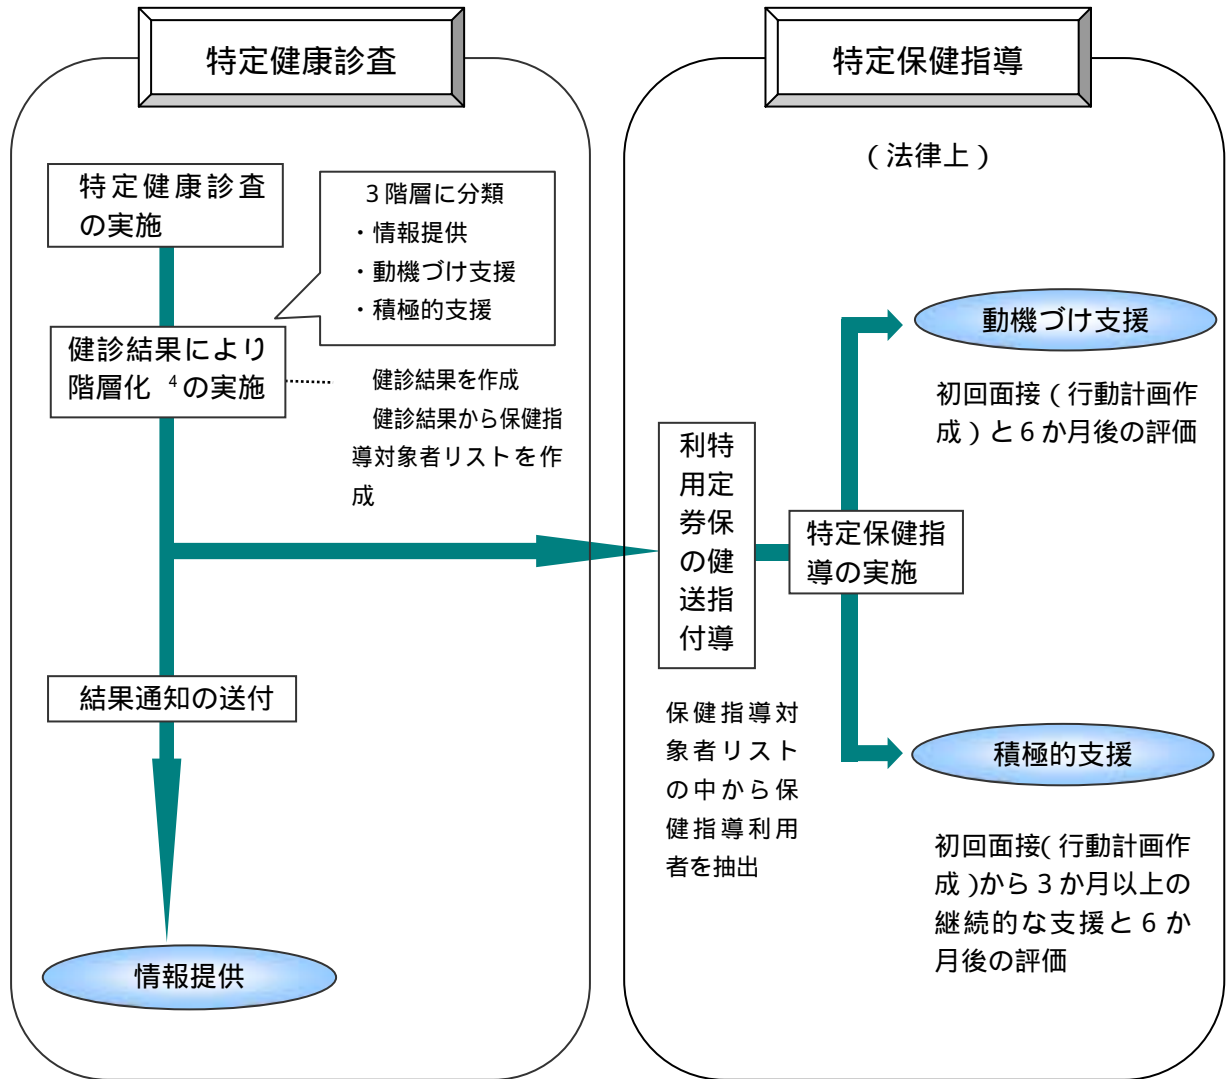 特定健康診査
特定健康診査
の実施
3階層に分類
・情報提供
・動機づけ支援
・積極的支援
健診結果により
階層化 4の実施
健診結果を作成
健診結果から保健指
導対象者リストを作
成
結果通知の送付
情報提供
特定保健指導
(法律上)
特定保健指導
利用券の送付
保健指導対
象者リスト
の中から保
健指導利用
者を抽出
特定保健指
導の実施
動機づけ支援
初回面接(行動計画作
成)と6か月後の評価
積極的支援
初回面接(行動計画作
成)から3か月以上の
継続的な支援と6か
月後の評価